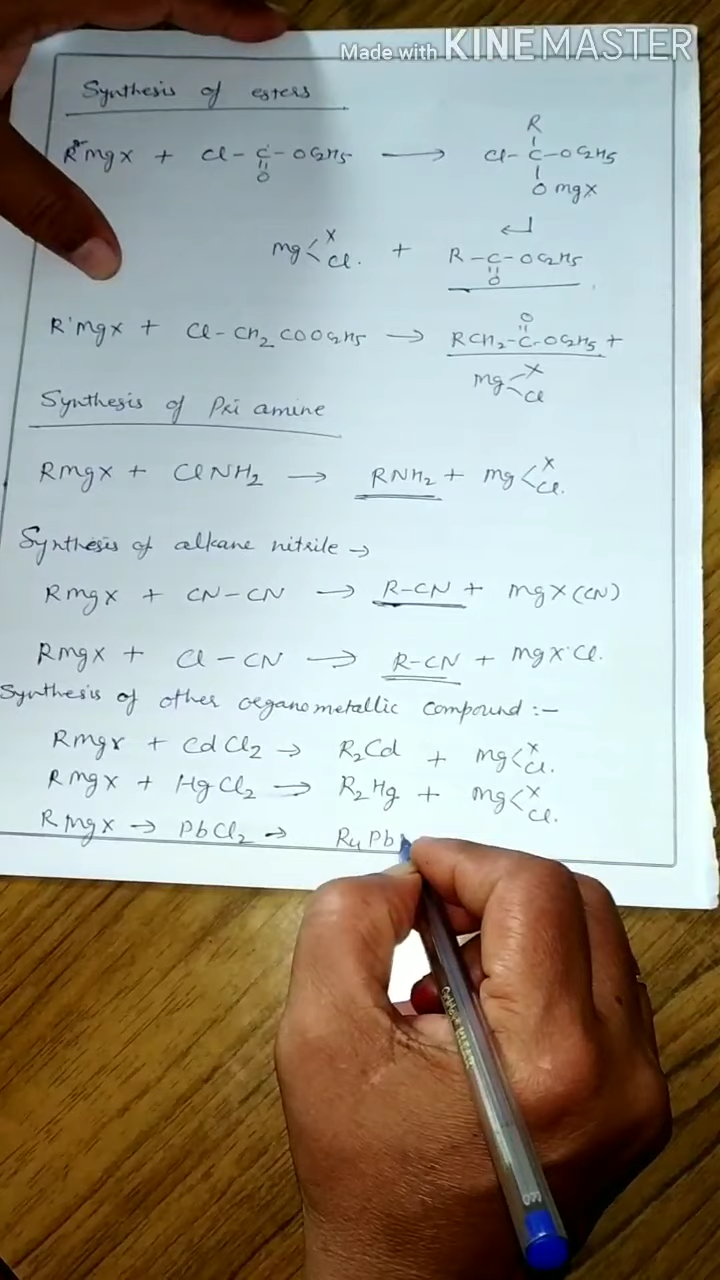 Made with KINEMASTER
Synthesis of esters
R
RMgX + Cl-C-OC2H5 ⟶ Cl-C-OC2H5
O OMgX
Mg<X Cl. + R-C-OC2H5
O
O
R'MgX + Cl-CH2COOC2H5 → RCH2-C-OC2H5 +
Mg<X Cl
Synthesis of Pri amine
RMgX + ClNH2 → RNH2 + Mg<X Cl.
Synthesis of alkane nitrile →
RMgX + CN-CN → R-CN + MgX(CN)
RMgX + Cl-CN → R-CN + MgX·Cl.
Synthesis of other organometallic compound :-
RMgX + CdCl2 → R2Cd + Mg<X Cl.
RMgX + HgCl2 → R2Hg + Mg<X Cl.
RMgX → PbCl2 → R4Pb